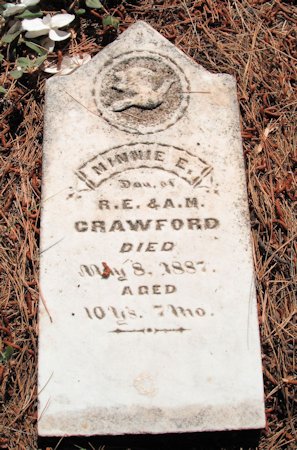 MINNIE E.
Dau. of
R. E. & A. M.
CRAWFORD
DIED
May 8, 1887.
AGED
10 Ys. 7 Mo.